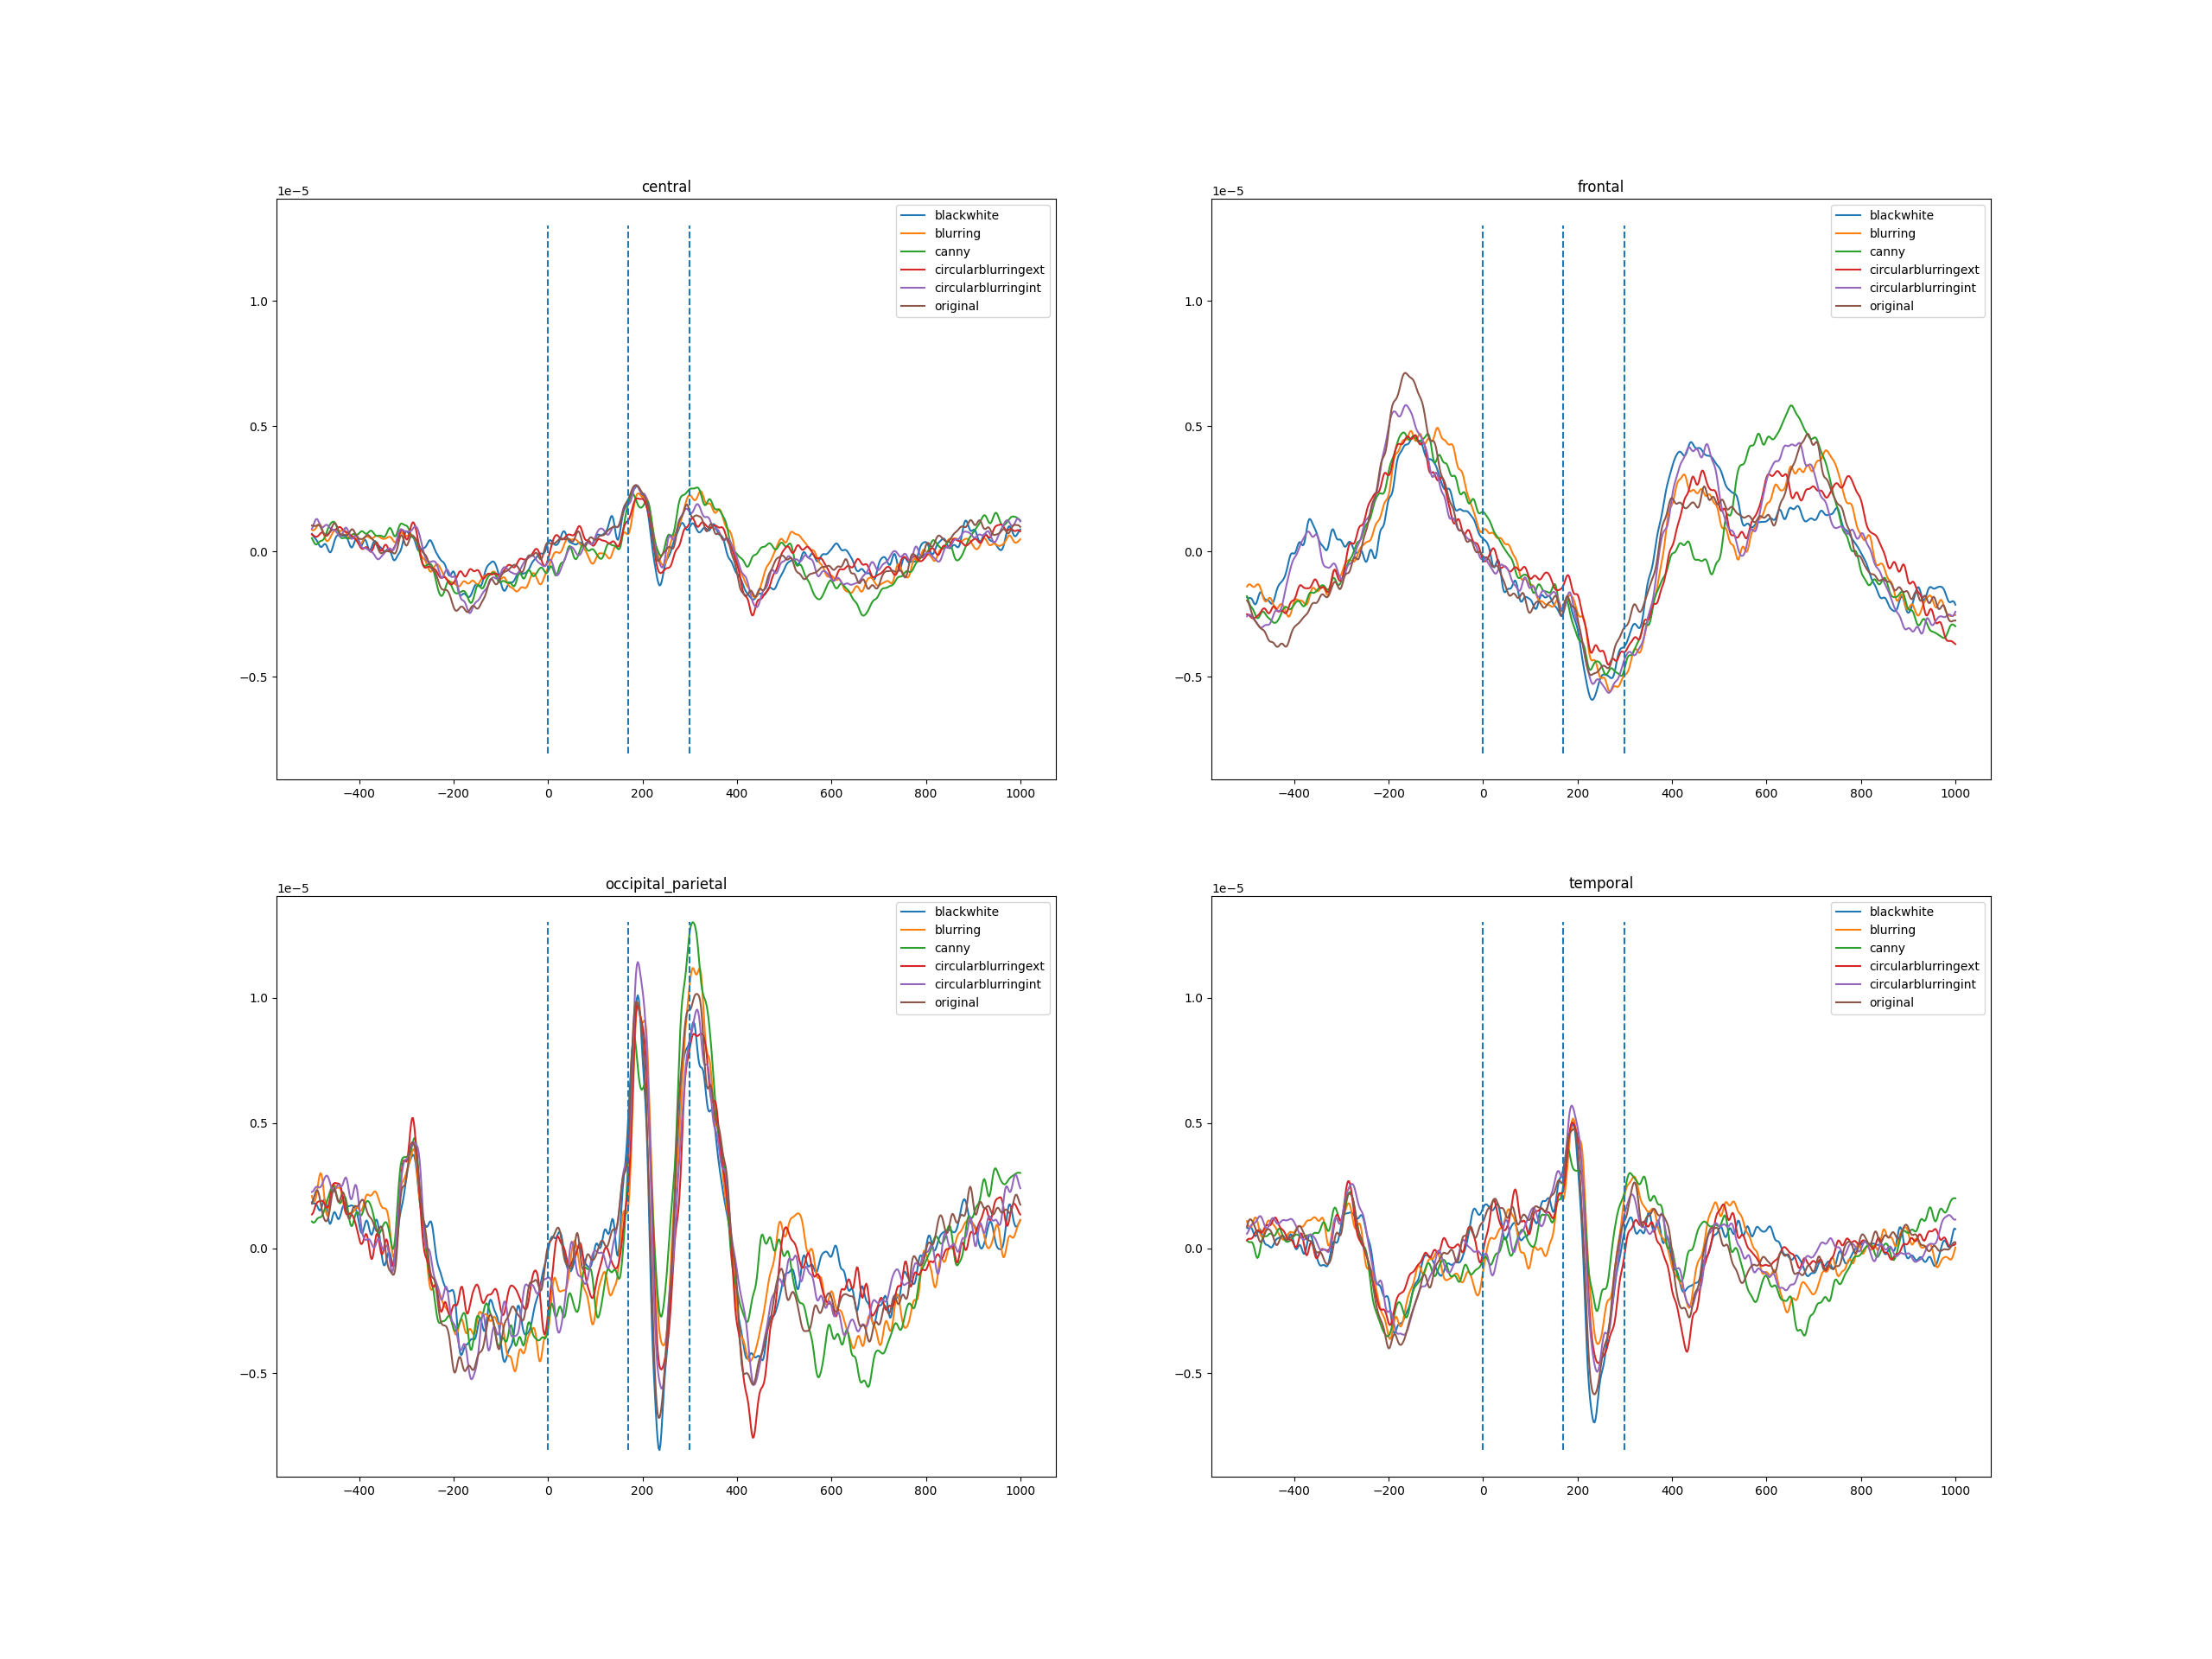 central
1e−5
blackwhite
blurring
canny
circularblurringext
circularblurringint
original
1.0
0.5
0.0
−0.5
−400 −200 0 200 400 600 800 1000
frontal
1e−5
blackwhite
blurring
canny
circularblurringext
circularblurringint
original
1.0
0.5
0.0
−0.5
−400 −200 0 200 400 600 800 1000
occipital_parietal
1e−5
blackwhite
blurring
canny
circularblurringext
circularblurringint
original
1.0
0.5
0.0
−0.5
−400 −200 0 200 400 600 800 1000
temporal
1e−5
blackwhite
blurring
canny
circularblurringext
circularblurringint
original
1.0
0.5
0.0
−0.5
−400 −200 0 200 400 600 800 1000